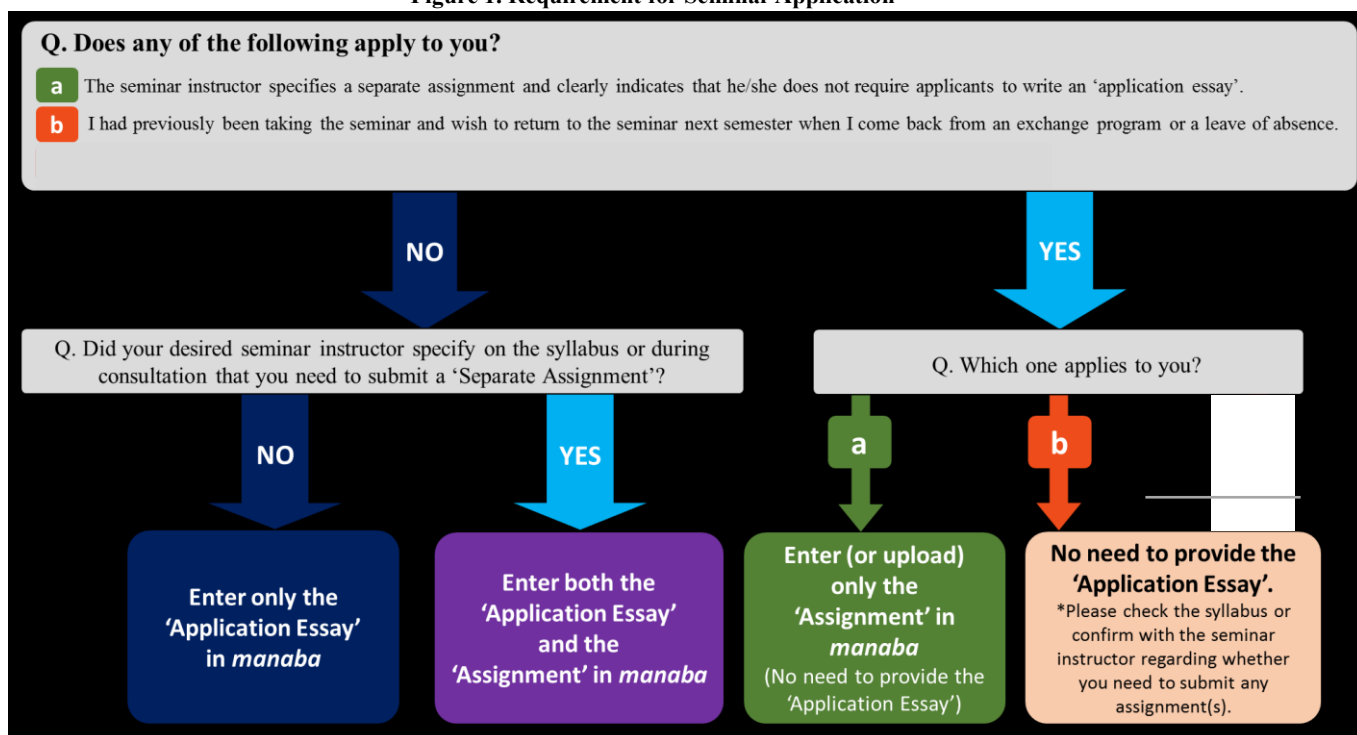 Figure 1. Requirement for Seminar Application
Q. Does any of the following apply to you?
a The seminar instructor specifies a separate assignment and clearly indicates that he/she does not require applicants to write an ‘application essay’.
b I had previously been taking the seminar and wish to return to the seminar next semester when I come back from an exchange program or a leave of absence.
NO
YES
Q. Did your desired seminar instructor specify on the syllabus or during
consultation that you need to submit a ‘Separate Assignment’?
Q. Which one applies to you?
NO
YES
a
b
Enter only the
‘Application Essay’
in manaba
Enter both the
‘Application Essay’
and the
‘Assignment’ in manaba
Enter (or upload)
only the
‘Assignment’ in
manaba
(No need to provide the
‘Application Essay’)
No need to provide the
‘Application Essay’.
*Please check the syllabus or
confirm with the seminar
instructor regarding whether
you need to submit any
assignment(s).